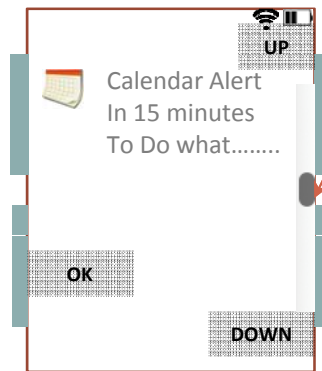 UP
Calendar Alert
In 15 minutes
To Do what........
OK
DOWN